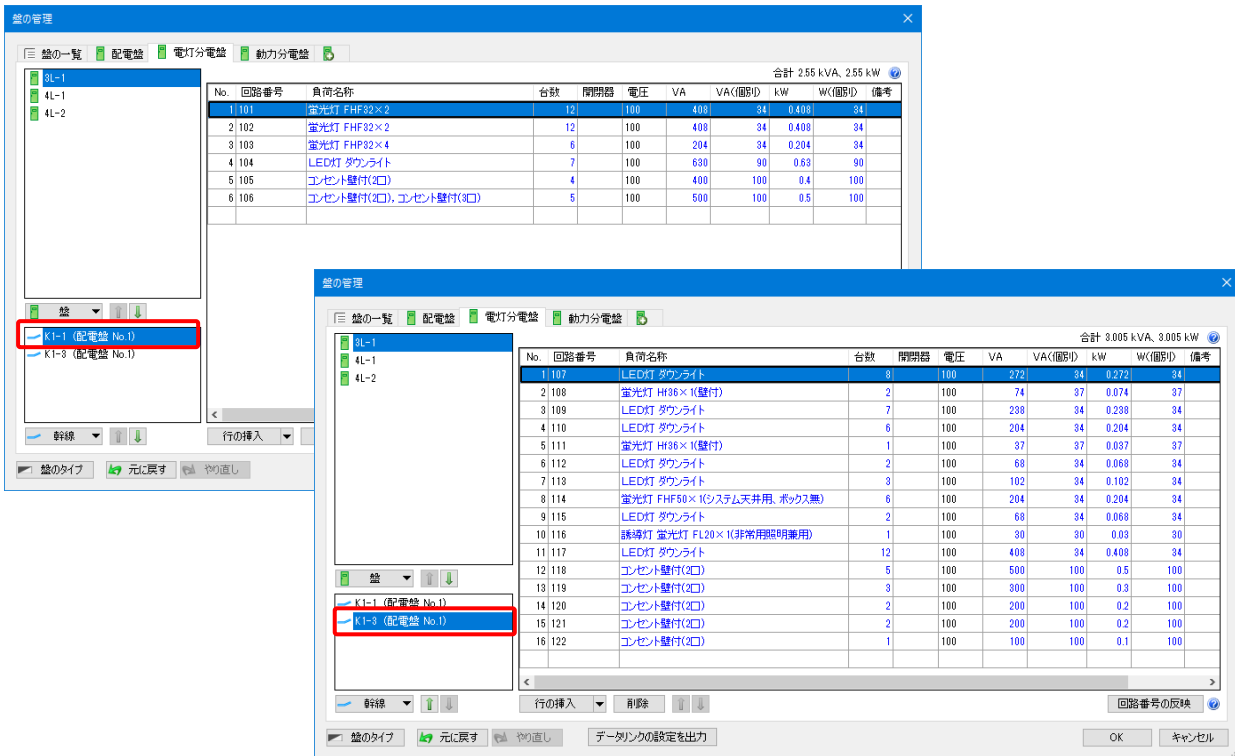 盤の管理
盤の一覧 配電盤 電灯分電盤 動力分電盤
合計 2.55 kVA、2.55 kW
3L-1
4L-1
4L-2
No. 回路番号 負荷名称 台数 開閉器 電圧 VA VA(個別) kW W(個別) 備考
1 101 蛍光灯 FHF32×2 12 100 408 34 0.408 34
2 102 蛍光灯 FHF32×2 12 100 408 34 0.408 34
3 103 蛍光灯 FHP32×4 6 100 204 34 0.204 34
4 104 LED灯 ダウンライト 7 100 630 90 0.63 90
5 105 コンセント壁付(2口) 4 100 400 100 0.4 100
6 106 コンセント壁付(2口), コンセント壁付(3口) 5 100 500 100 0.5 100
盤
K1-1 (配電盤 No.1)
K1-3 (配電盤 No.1)
幹線 行の挿入
盤のタイプ 元に戻す やり直し
盤の管理
盤の一覧 配電盤 電灯分電盤 動力分電盤
合計 3.005 kVA、3.005 kW
3L-1
4L-1
4L-2
No. 回路番号 負荷名称 台数 開閉器 電圧 VA VA(個別) kW W(個別) 備考
1 107 LED灯 ダウンライト 8 100 272 34 0.272 34
2 108 蛍光灯 Hf36×1(壁付) 2 100 74 37 0.074 37
3 109 LED灯 ダウンライト 7 100 238 34 0.238 34
4 110 LED灯 ダウンライト 6 100 204 34 0.204 34
5 111 蛍光灯 Hf36×1(壁付) 1 100 37 37 0.037 37
6 112 LED灯 ダウンライト 2 100 68 34 0.068 34
7 113 LED灯 ダウンライト 3 100 102 34 0.102 34
8 114 蛍光灯 FHF50×1(システム天井用、ボックス無) 6 100 204 34 0.204 34
9 115 LED灯 ダウンライト 2 100 68 34 0.068 34
10 116 誘導灯 蛍光灯 FL20×1(非常用照明兼用) 1 100 30 30 0.03 30
11 117 LED灯 ダウンライト 12 100 408 34 0.408 34
12 118 コンセント壁付(2口) 5 100 500 100 0.5 100
13 119 コンセント壁付(2口) 3 100 300 100 0.3 100
14 120 コンセント壁付(2口) 2 100 200 100 0.2 100
15 121 コンセント壁付(2口) 2 100 200 100 0.2 100
16 122 コンセント壁付(2口) 1 100 100 100 0.1 100
盤
K1-1 (配電盤 No.1)
K1-3 (配電盤 No.1)
幹線 行の挿入 削除 回路番号の反映
盤のタイプ 元に戻す やり直し データリンクの設定を出力 OK キャンセル